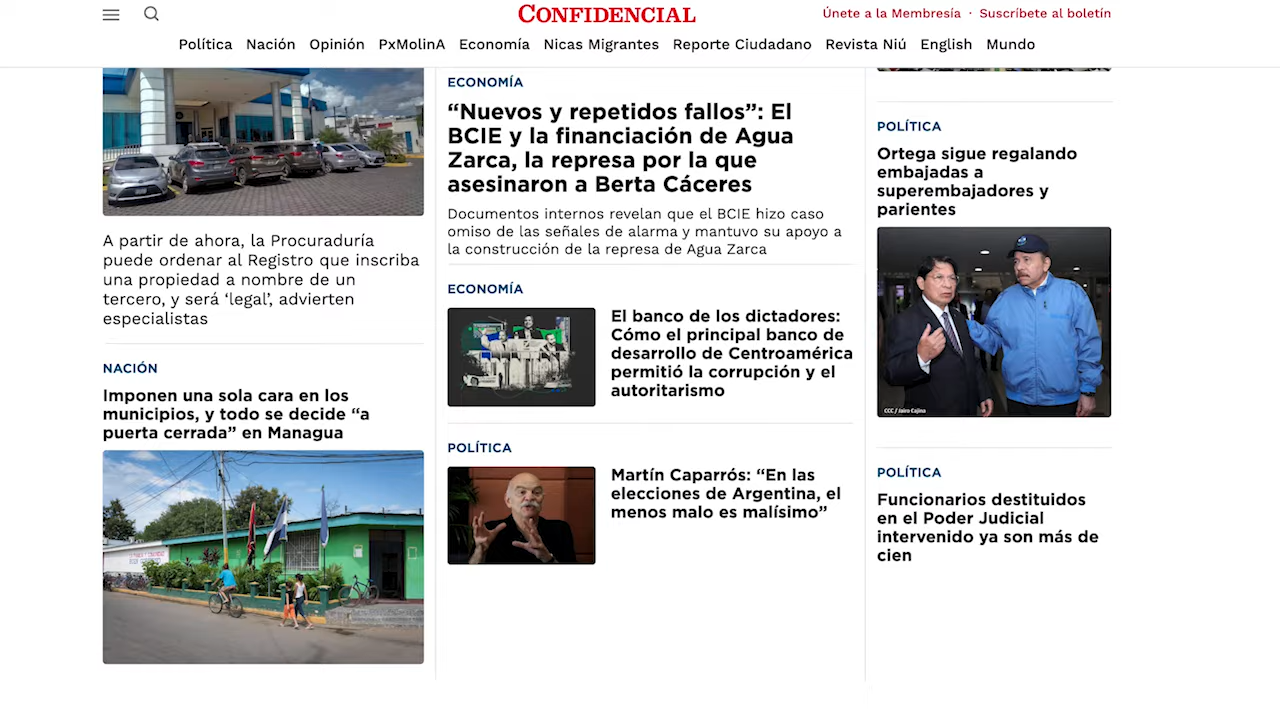 CONFIDENCIAL
Únete a la Membresía · Suscríbete al boletín
Política Nación Opinión PxMolinA Economía Nicas Migrantes Reporte Ciudadano Revista Niú English Mundo
A partir de ahora, la Procuraduría
puede ordenar al Registro que inscriba
una propiedad a nombre de un
tercero, y será ‘legal’, advierten
especialistas
NACIÓN
Imponen una sola cara en los
municipios, y todo se decide “a
puerta cerrada” en Managua
ECONOMÍA
“Nuevos y repetidos fallos”: El
BCIE y la financiación de Agua
Zarca, la represa por la que
asesinaron a Berta Cáceres
Documentos internos revelan que el BCIE hizo caso
omiso de las señales de alarma y mantuvo su apoyo a
la construcción de la represa de Agua Zarca
ECONOMÍA
El banco de los dictadores:
Cómo el principal banco de
desarrollo de Centroamérica
permitió la corrupción y el
autoritarismo
POLÍTICA
Martín Caparrós: “En las
elecciones de Argentina, el
menos malo es malísimo”
POLÍTICA
Ortega sigue regalando
embajadas a
superembajadores y
parientes
CCC / Jairo Cajina
POLÍTICA
Funcionarios destituidos
en el Poder Judicial
intervenido ya son más de
cien